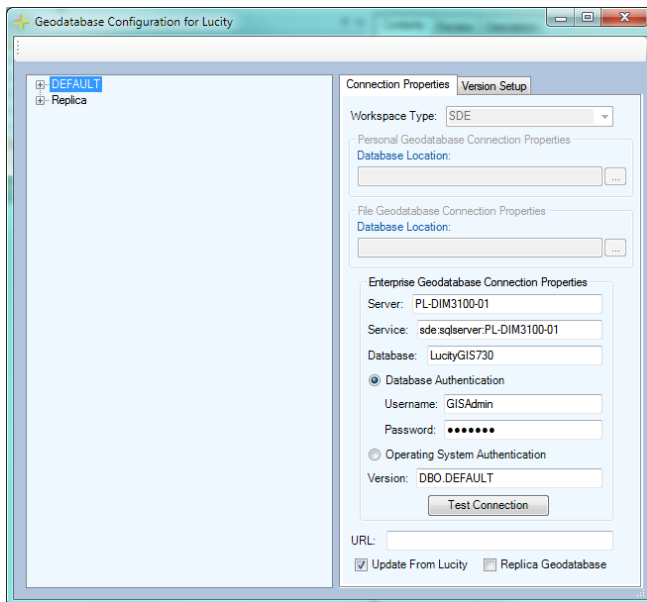 Geodatabase Configuration for Lucity
DEFAULT
Replica
Connection Properties Version Setup
Workspace Type: SDE
Personal Geodatabase Connection Properties
Database Location:
...
File Geodatabase Connection Properties
Database Location:
...
Enterprise Geodatabase Connection Properties
Server: PL-DIM3100-01
Service: sde:sqlserver:PL-DIM3100-01
Database: LucityGIS730
Database Authentication
Username: GISAdmin
Password: •••••••
Operating System Authentication
Version: DBO.DEFAULT
Test Connection
URL:
Update From Lucity Replica Geodatabase